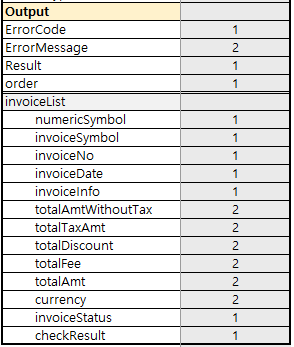 Output
ErrorCode 1
ErrorMessage 2
Result 1
order 1
invoiceList
numericSymbol 1
invoiceSymbol 1
invoiceNo 1
invoiceDate 1
invoiceInfo 1
totalAmtWithoutTax 2
totalTaxAmt 2
totalDiscount 2
totalFee 2
totalAmt 2
currency 2
invoiceStatus 1
checkResult 1